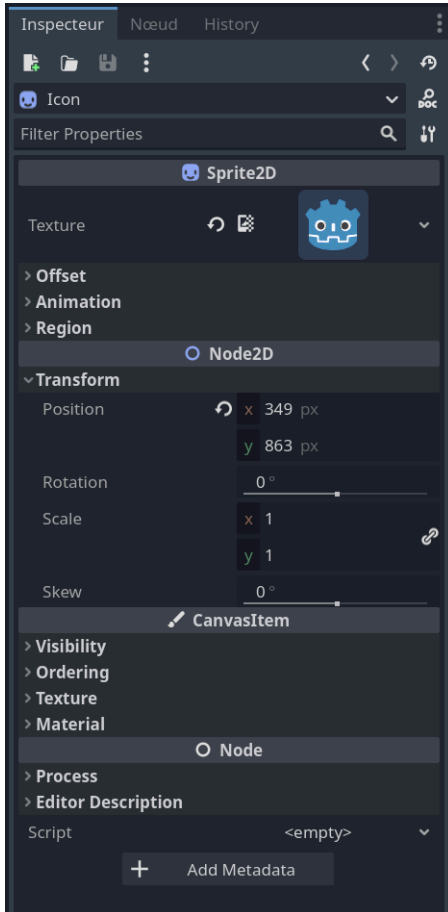 Inspecteur Nœud History
Icon
DOC
Filter Properties
Sprite2D
Texture
Offset
Animation
Region
Node2D
Transform
Position x 349 px
y 863 px
Rotation 0 °
Scale x 1
y 1
Skew 0 °
CanvasItem
Visibility
Ordering
Texture
Material
Node
Process
Editor Description
Script <empty>
Add Metadata